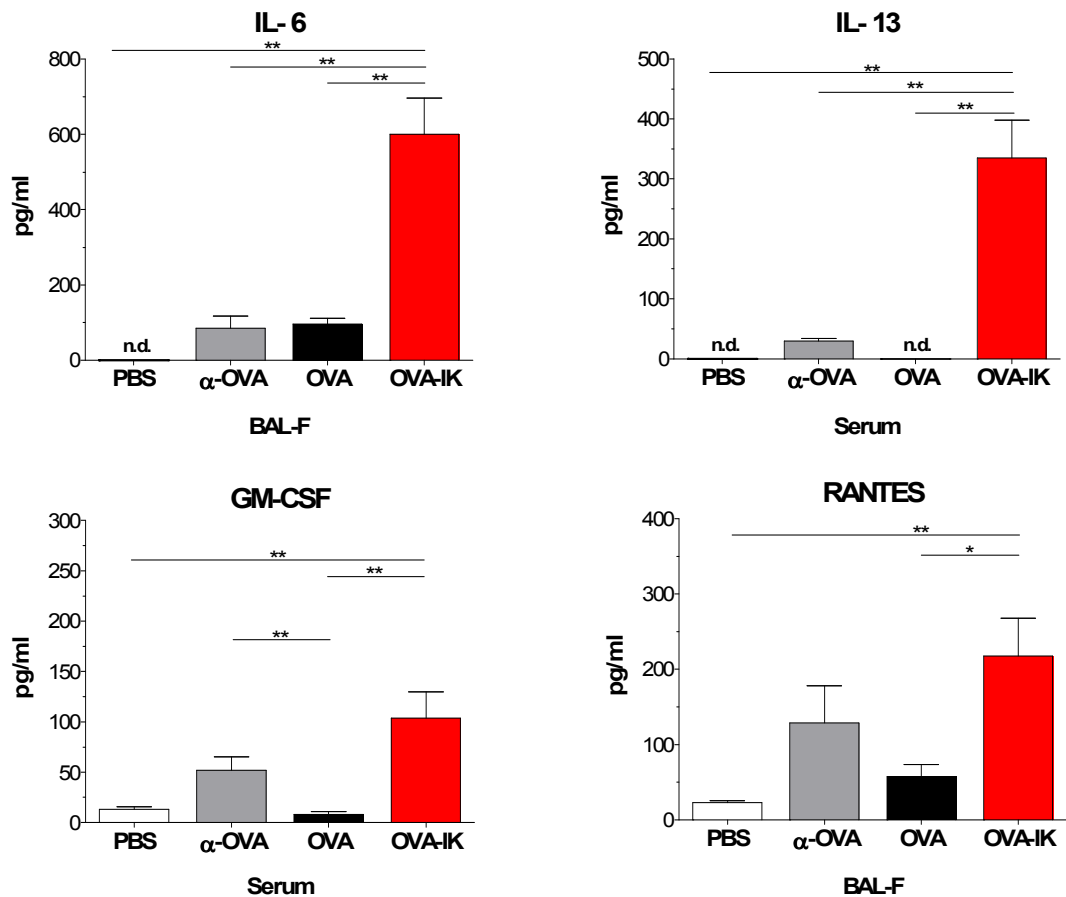 IL- 6
**
**
**
800
600
400
200
0
pg/ml
n.d.
PBS α-OVA OVA OVA-IK
BAL-F
IL- 13
**
**
**
500
400
300
200
100
0
pg/ml
n.d. n.d.
PBS α-OVA OVA OVA-IK
Serum
GM-CSF
**
**
**
300
250
200
150
100
50
0
pg/ml
PBS α-OVA OVA OVA-IK
Serum
RANTES
**
*
400
300
200
100
0
pg/ml
PBS α-OVA OVA OVA-IK
BAL-F